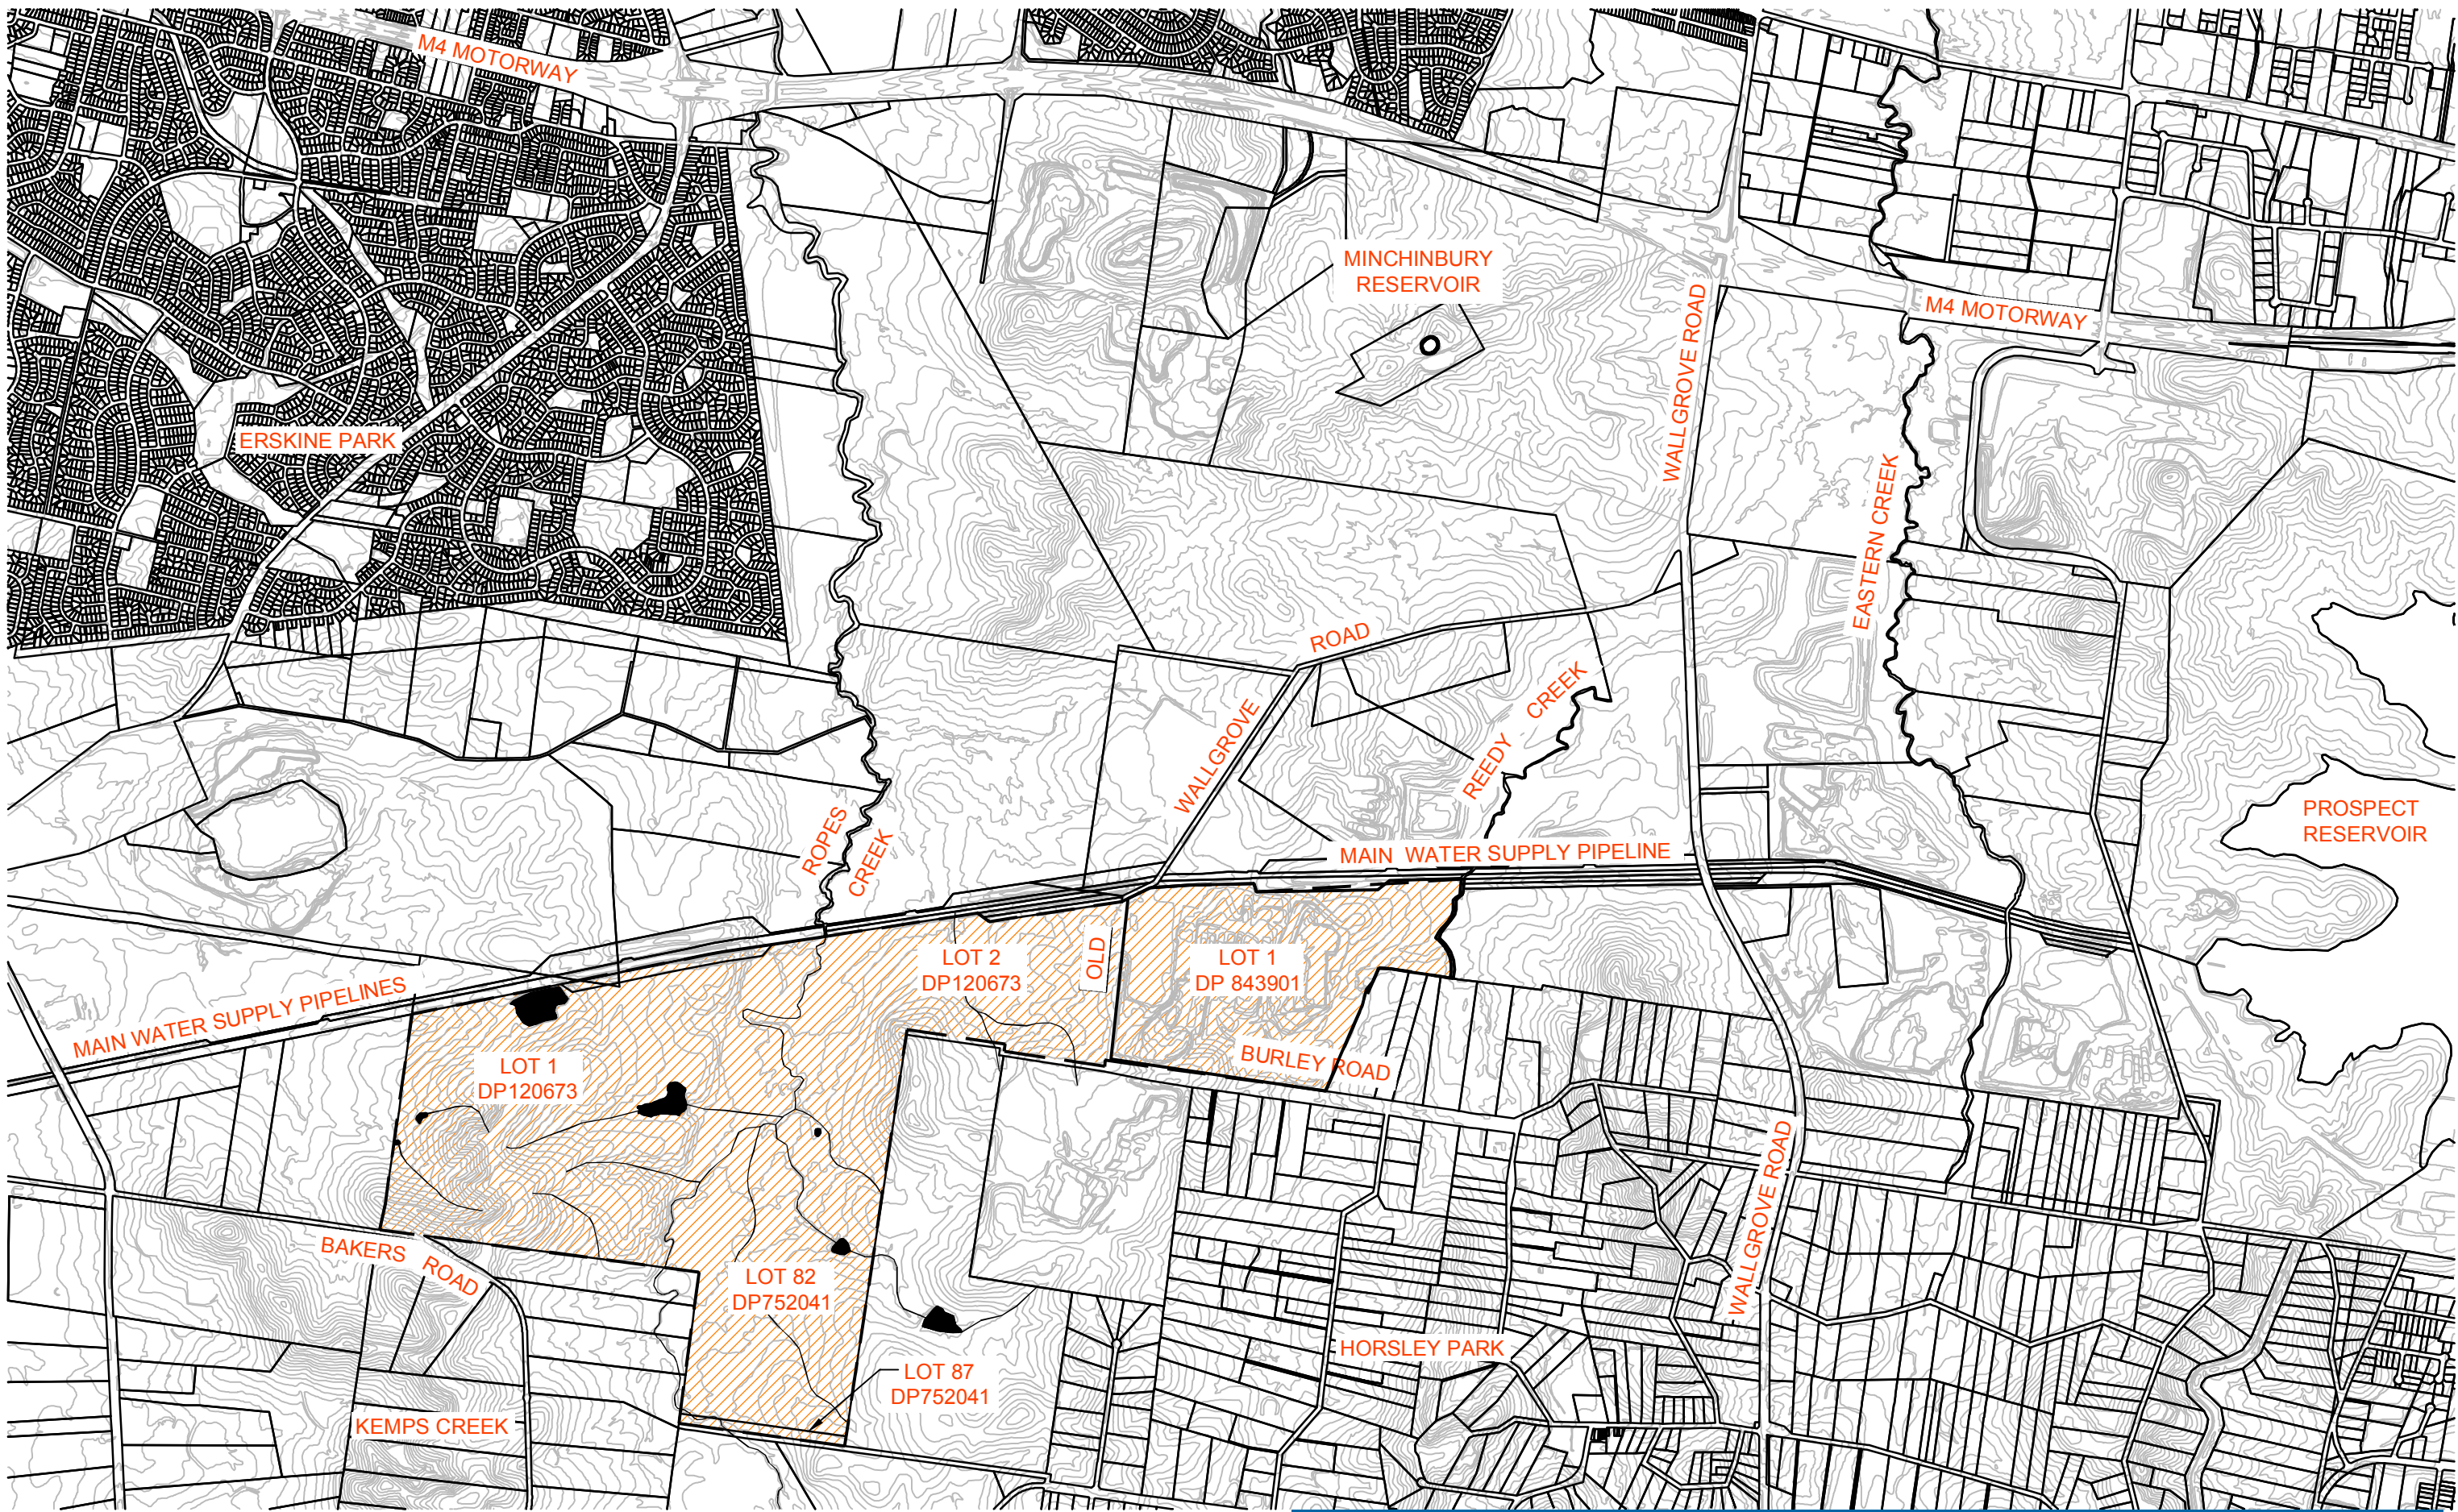 M4 MOTORWAY
MINCHINBURY
RESERVOIR
WALLGROVE ROAD
M4 MOTORWAY
ERSKINE PARK
EASTERN CREEK
ROAD
WALLGROVE
REEDY CREEK
ROPES
CREEK
PROSPECT
RESERVOIR
MAIN WATER SUPPLY PIPELINE
OLD
LOT 2
DP120673
LOT 1
DP 843901
MAIN WATER SUPPLY PIPELINES
LOT 1
DP120673
BURLEY ROAD
WALLGROVE ROAD
BAKERS ROAD
LOT 82
DP752041
HORSLEY PARK
LOT 87
DP752041
KEMPS CREEK